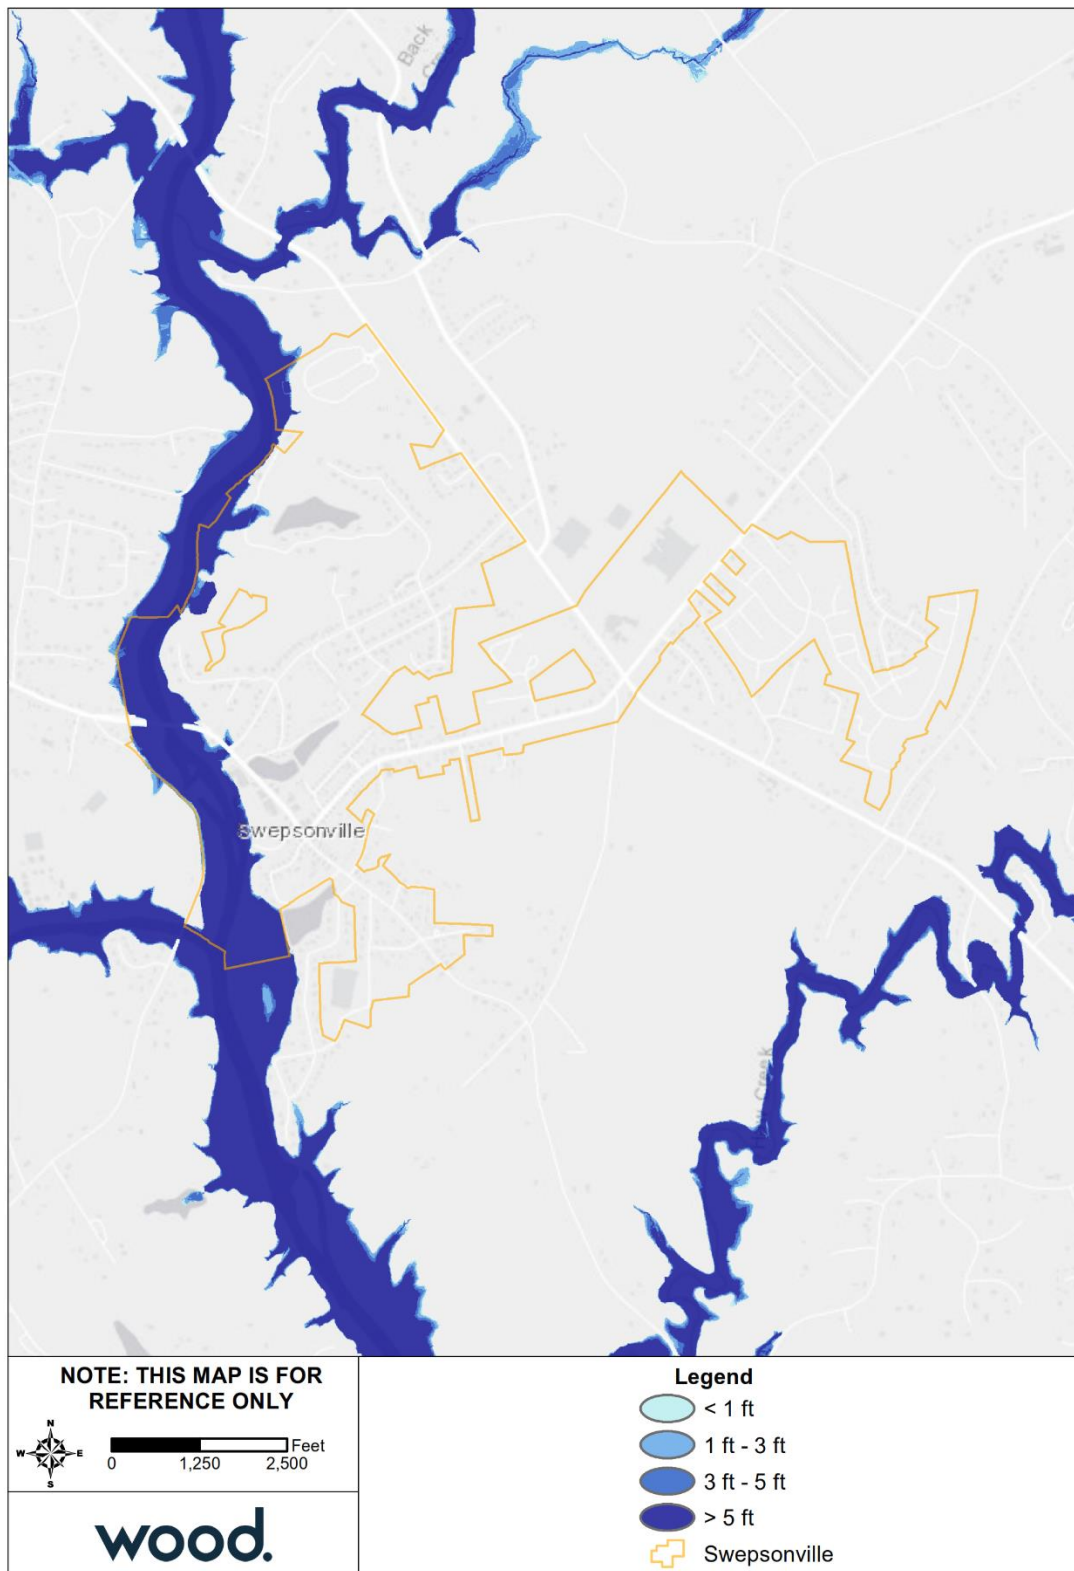 Back
Swepsonville
Creek
NOTE: THIS MAP IS FOR
REFERENCE ONLY
N
W
E
S
Feet
0
1,250
2,500
wood.
Legend
< 1 ft
1 ft - 3 ft
3 ft - 5 ft
> 5 ft
Swepsonville